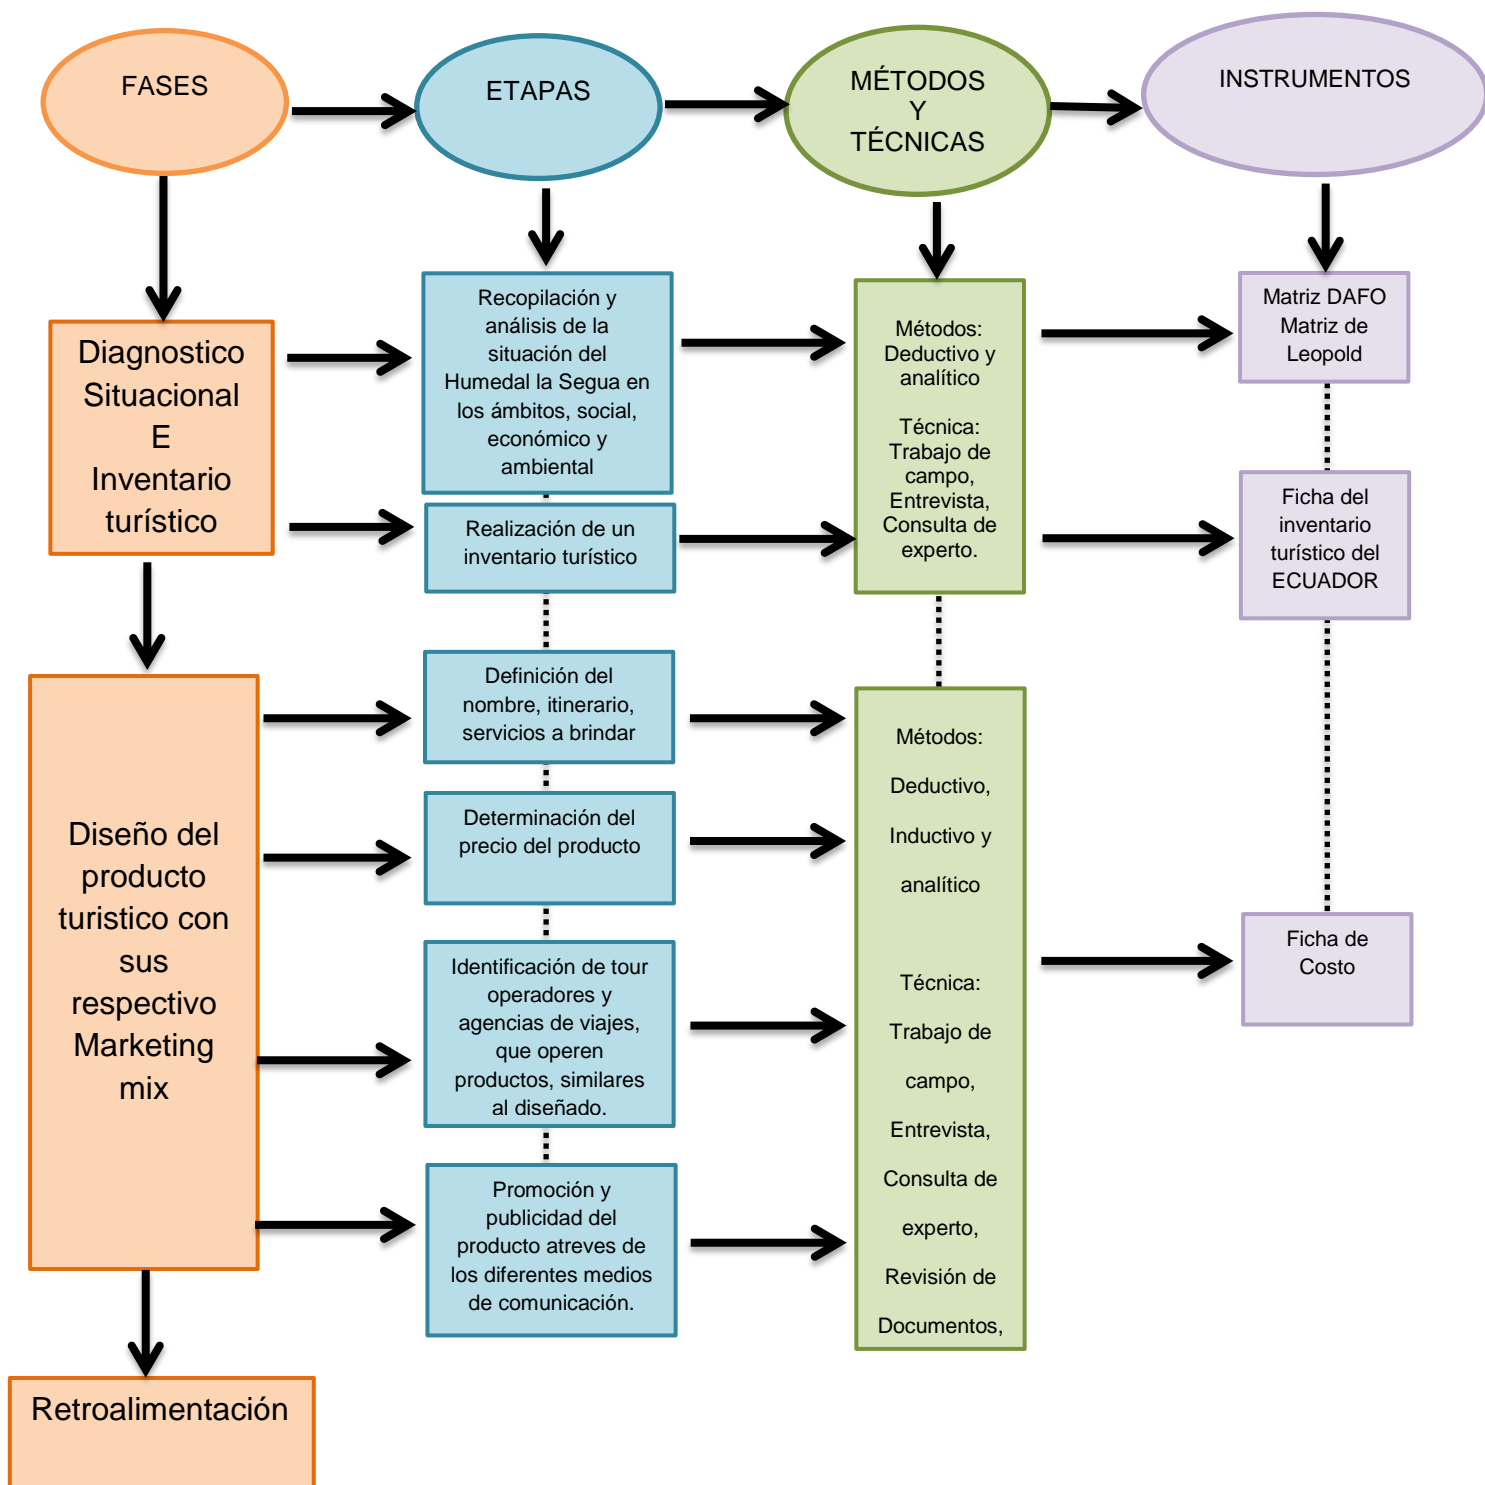 FASES
ETAPAS
MÉTODOS
Y
TÉCNICAS
INSTRUMENTOS
Diagnostico
Situacional
E
Inventario
turístico
Recopilación y
análisis de la
situación del
Humedal la Segua en
los ámbitos, social,
económico y
ambiental
Realización de un
inventario turístico
Métodos:
Deductivo y
analítico
Técnica:
Trabajo de
campo,
Entrevista,
Consulta de
experto.
Matriz DAFO
Matriz de
Leopold
Ficha del
inventario
turístico del
ECUADOR
Diseño del
producto
turistico con
sus
respectivo
Marketing
mix
Definición del
nombre, itinerario,
servicios a brindar
Determinación del
precio del producto
Identificación de tour
operadores y
agencias de viajes,
que operen
productos, similares
al diseñado.
Promoción y
publicidad del
producto atreves de
los diferentes medios
de comunicación.
Métodos:
Deductivo,
Inductivo y
analítico
Técnica:
Trabajo de
campo,
Entrevista,
Consulta de
experto,
Revisión de
Documentos,
Ficha de
Costo
Retroalimentación